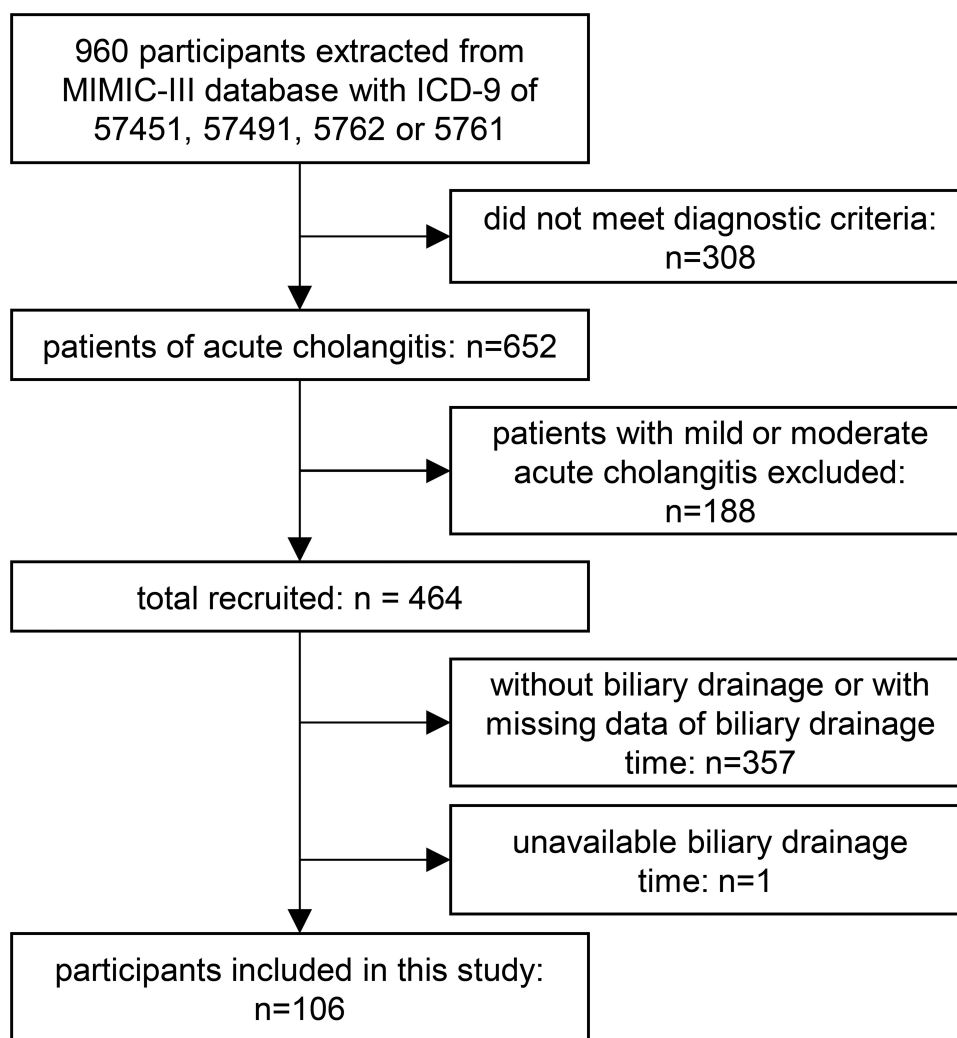 960 participants extracted from
MIMIC-III database with ICD-9 of
57451, 57491, 5762 or 5761
did not meet diagnostic criteria:
n=308
patients of acute cholangitis: n=652
patients with mild or moderate
acute cholangitis excluded:
n=188
total recruited: n = 464
without biliary drainage or with
missing data of biliary drainage
time: n=357
unavailable biliary drainage
time: n=1
participants included in this study:
n=106